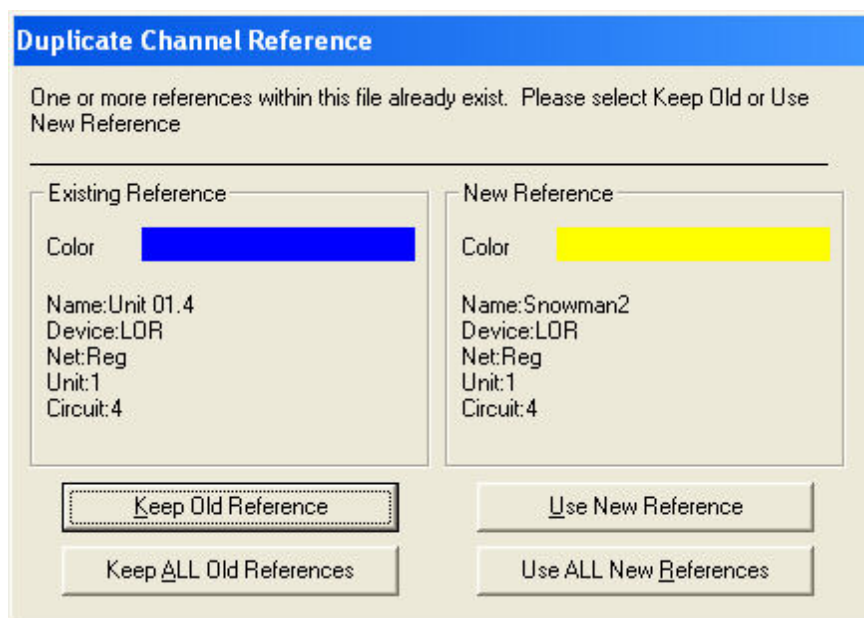 Duplicate Channel Reference
One or more references within this file already exist.  Please select Keep Old or Use
New Reference
Existing Reference
Color
Name:Unit 01.4
Device:LOR
Net:Reg
Unit:1
Circuit:4
New Reference
Color
Name:Snowman2
Device:LOR
Net:Reg
Unit:1
Circuit:4
Keep Old Reference
Use New Reference
Keep ALL Old References
Use ALL New References